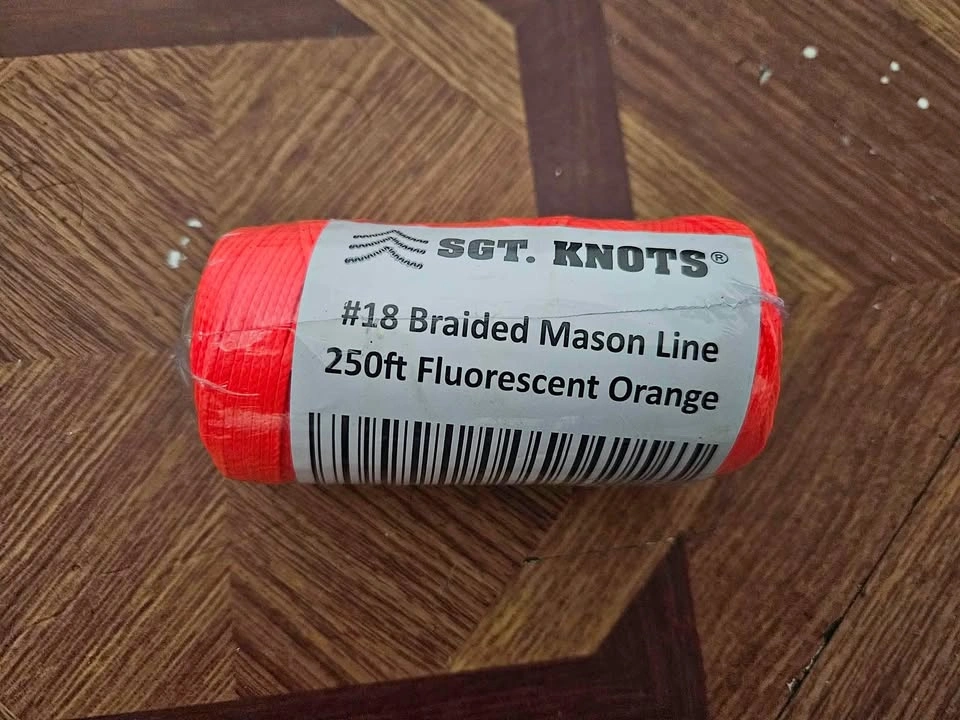 SGT. KNOTS®
#18 Braided Mason Line
250ft Fluorescent Orange